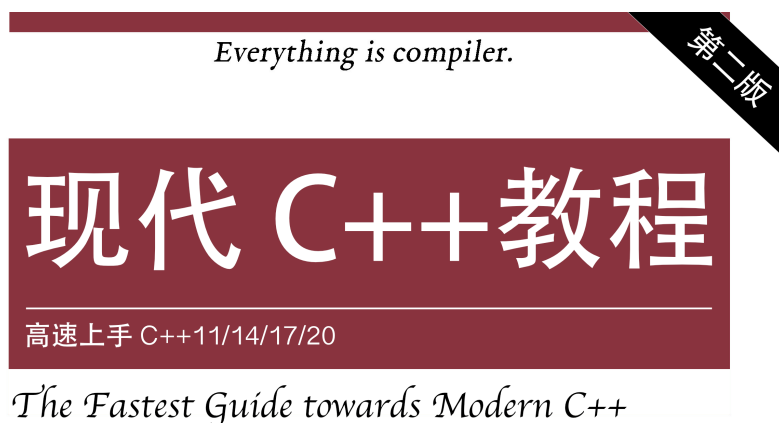 Everything is compiler.
第二版
现代 C++教程
高速上手 C++11/14/17/20
The Fastest Guide towards Modern C++